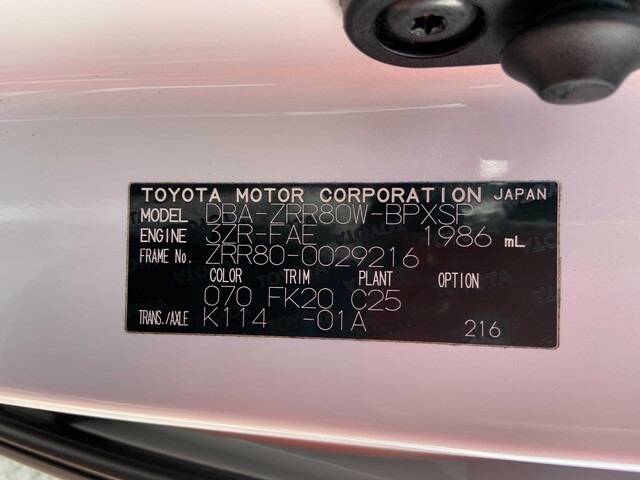 TOYOTA MOTOR CORPORATION JAPAN
MODEL DBA-ZRR80W-BPXSP
ENGINE 3ZR-FAE 1986 mL
FRAME No. ZRR80-0029216
COLOR TRIM PLANT OPTION
070 FK20 C25
TRANS./AXLE K114 -01A 216